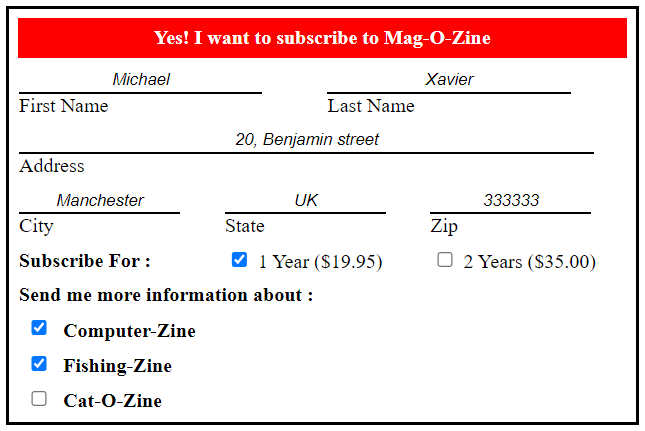 Yes! I want to subscribe to Mag-O-Zine
Michael Xavier
First Name Last Name
20, Benjamin street
Address
Manchester UK 333333
City State Zip
Subscribe For : 1 Year ($19.95) 2 Years ($35.00)
Send me more information about :
Computer-Zine
Fishing-Zine
Cat-O-Zine